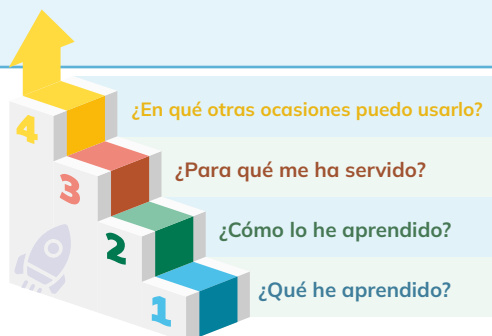 4 ¿En qué otras ocasiones puedo usarlo?
3 ¿Para qué me ha servido?
2 ¿Cómo lo he aprendido?
1 ¿Qué he aprendido?